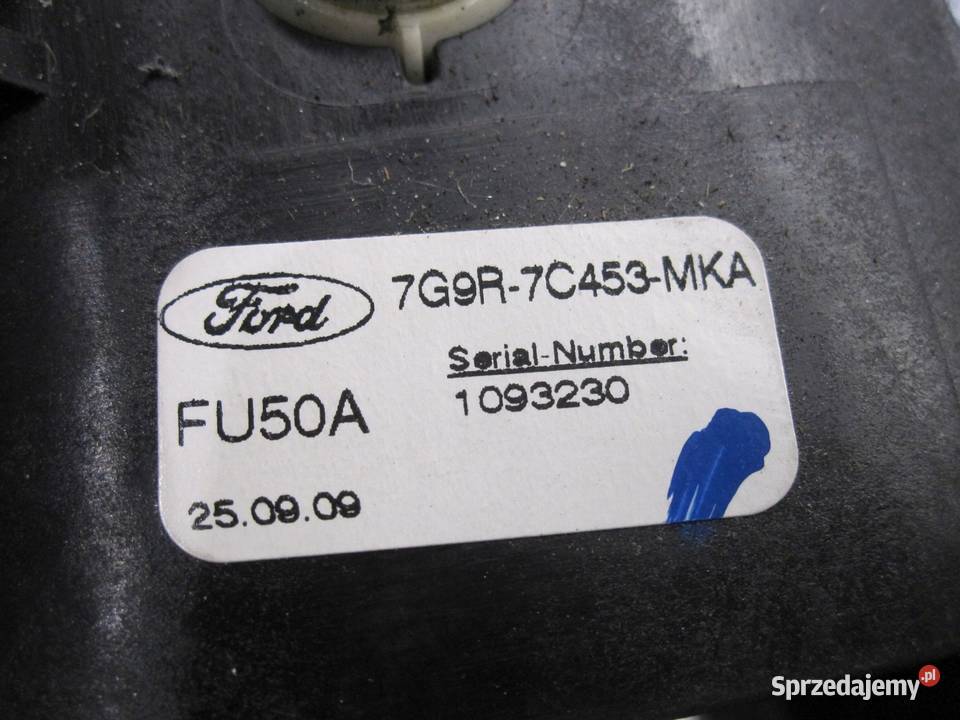 Ford
7G9R-7C453-MKA
Serial-Number:
1093230
FU50A
25.09.09
Sprzedajemy.pl